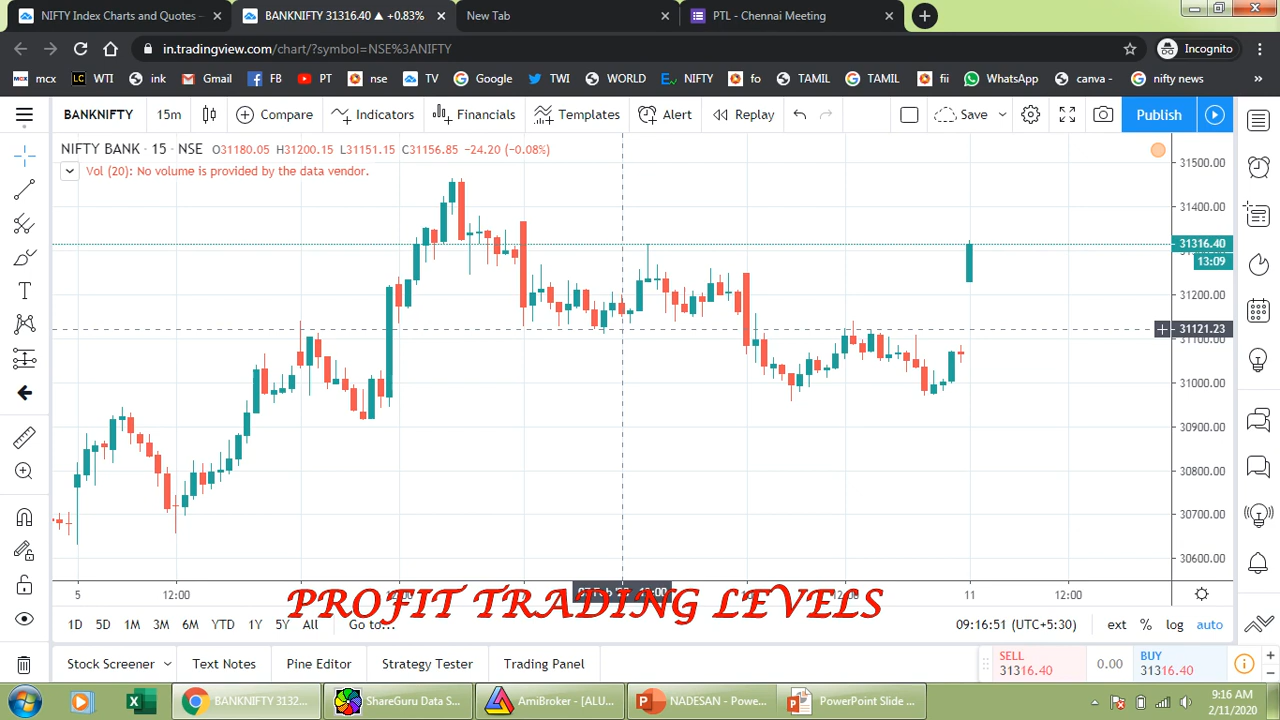 NIFTY Index Charts and Quotes
BANKNIFTY 31316.40 ▲ +0.83%
New Tab
PTL - Chennai Meeting
in.tradingview.com/chart/?symbol=NSE%3ANIFTY
Incognito
mcx
WTI
ink
Gmail
FB
PT
nse
TV
Google
TWI
WORLD
NIFTY
fo
TAMIL
TAMIL
fii
WhatsApp
canva -
nifty news
»
BANKNIFTY
15m
Compare
Indicators
Financials
Templates
Alert
Replay
Save
Publish
NIFTY BANK · 15 · NSE O31180.05 H31200.15 L31151.15 C31156.85 −24.20 (−0.08%)
Vol (20): No volume is provided by the data vendor.
31500.00
31400.00
31316.40
13:09
31200.00
31121.23
31100.00
31000.00
30900.00
30800.00
30700.00
30600.00
5
12:00
12:00
7
10
12:00
11
12:00
PROFIT TRADING LEVELS
1D 5D 1M 3M 6M YTD 1Y 5Y All Go to...
09:16:51 (UTC+5:30) ext % log auto
Stock Screener
Text Notes
Pine Editor
Strategy Tester
Trading Panel
SELL
31316.40
0.00
BUY
31316.40
BANKNIFTY 3132...
ShareGuru Data S...
AmiBroker - [ALU...
NADESAN - Powe...
PowerPoint Slide ...
9:16 AM
2/11/2020